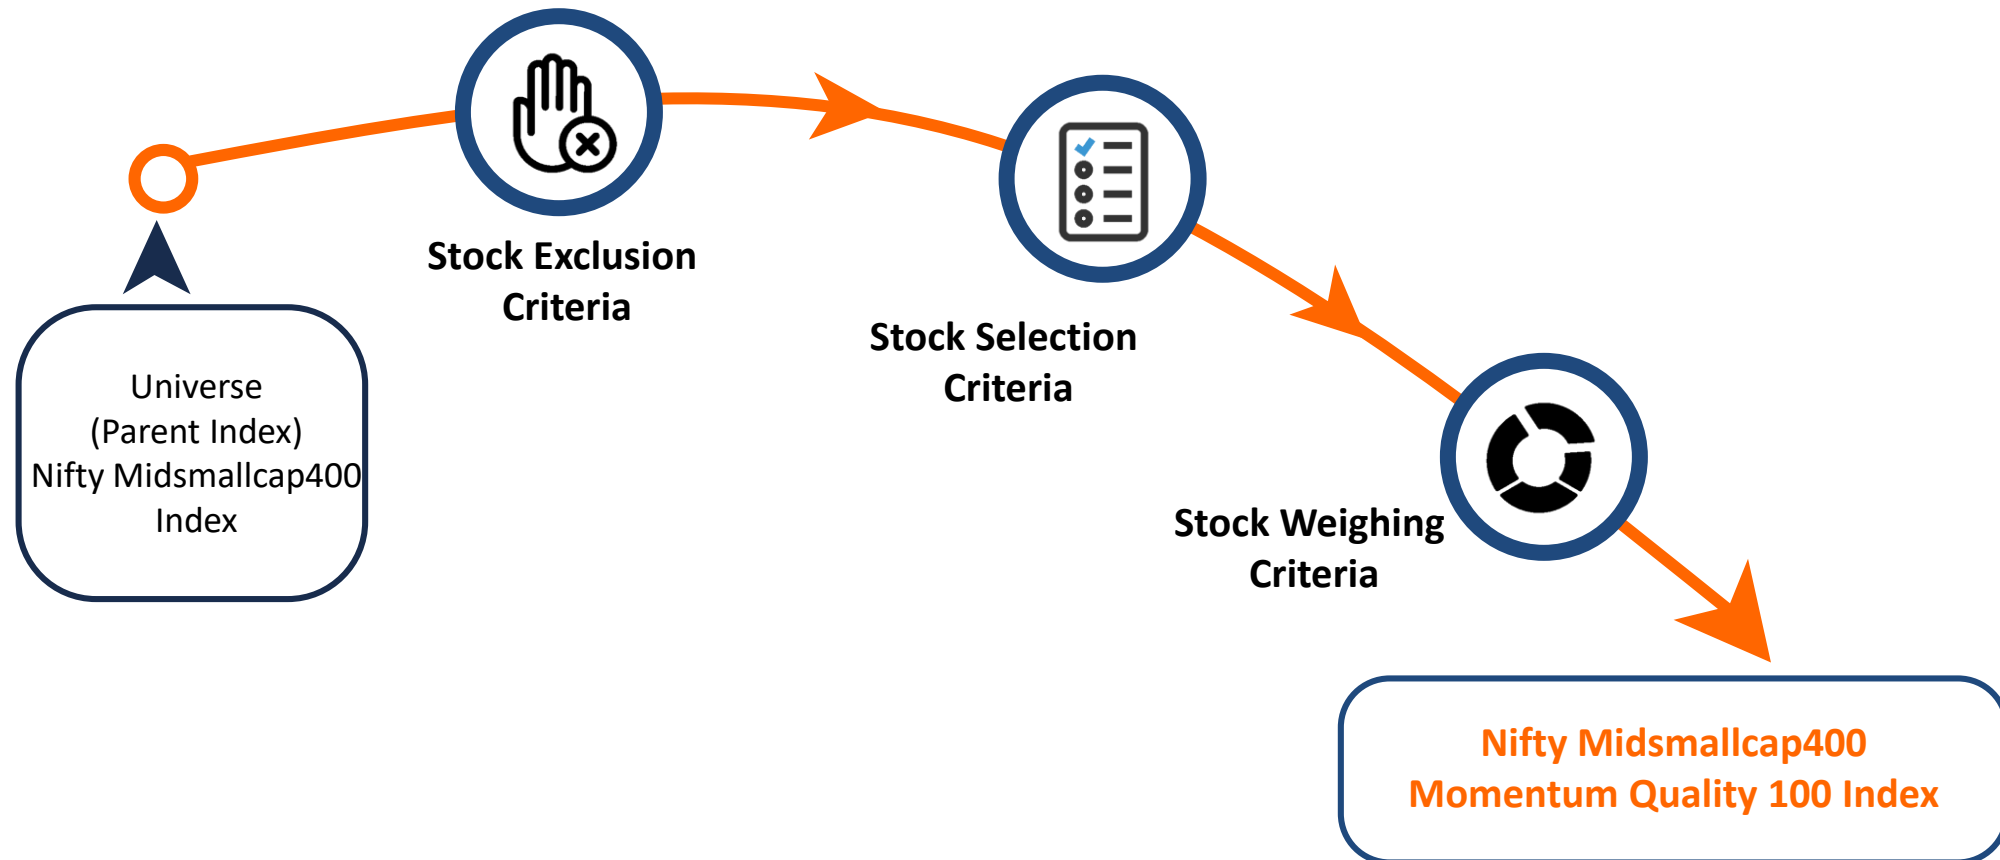 Universe
(Parent Index)
Nifty Midsmallcap400
Index
Stock Exclusion
Criteria
Stock Selection
Criteria
Stock Weighing
Criteria
Nifty Midsmallcap400
Momentum Quality 100 Index